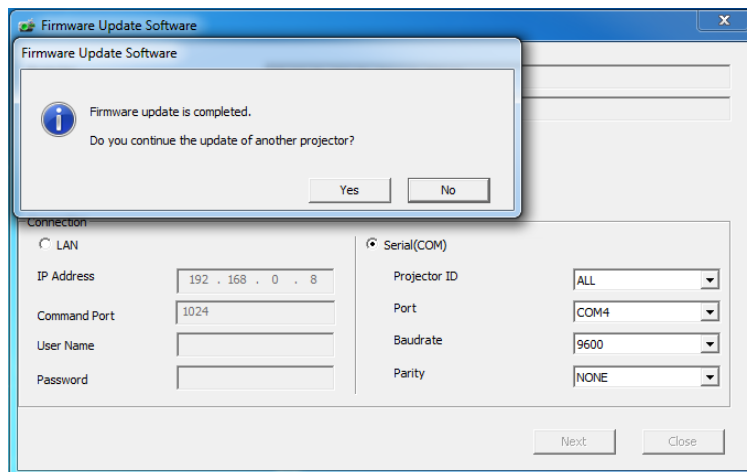 Firmware Update Software
Firmware Update Software
Firmware update is completed.
Do you continue the update of another projector?
Yes No
Connection
LAN Serial(COM)
IP Address 192 . 168 . 0 . 8 Projector ID ALL
Command Port 1024 Port COM4
User Name Baudrate 9600
Password Parity NONE
Next Close